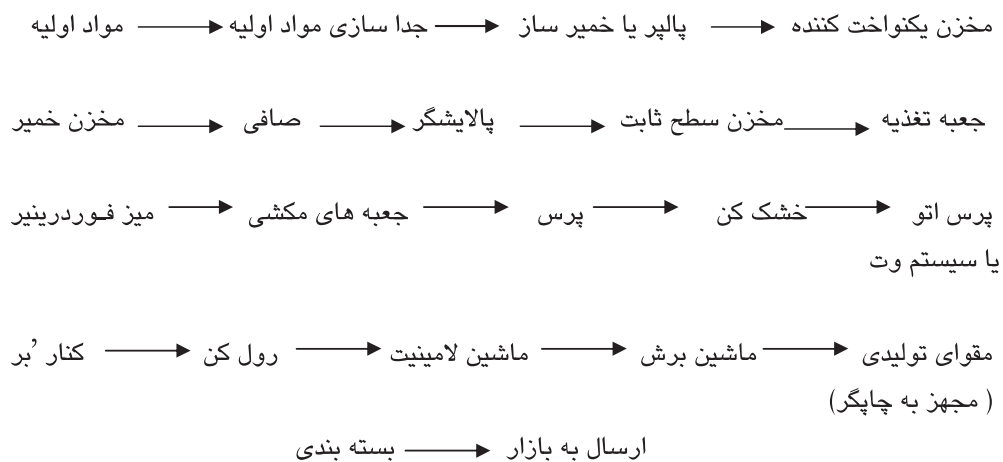 مواد اولیه ⟶ جدا سازی مواد اولیه ⟶ پالپر یا خمیر ساز ⟶ مخزن یکنواخت کننده
مخزن خمیر ⟶ صافی ⟶ پالایشگر ⟶ مخزن سطح ثابت ⟶ جعبه تغذیه
میز فـوردرینیر ⟶ جعبه های مکشی ⟶ پرس ⟶ خشک کن ⟶ پرس اتو
یا سیستم وت
کنار ’بر ⟶ رول کن ⟶ ماشین لامینیت ⟶ ماشین برش ⟶ مقوای تولیدی
( مجهز به چاپگر)
بسته بندی ⟶ ارسال به بازار